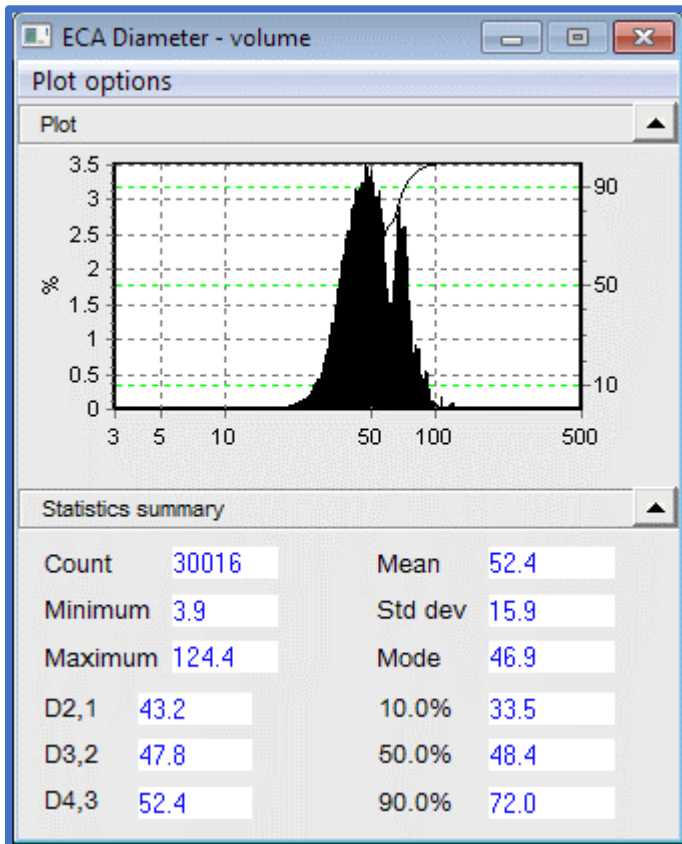 ECA Diameter - volume
Plot options
Plot
3.5
3
2.5
2
1.5
1
0.5
0
%
90
50
10
3 5 10 50 100 500
Statistics summary
Count 30016 Mean 52.4
Minimum 3.9 Std dev 15.9
Maximum 124.4 Mode 46.9
D2,1 43.2 10.0% 33.5
D3,2 47.8 50.0% 48.4
D4,3 52.4 90.0% 72.0